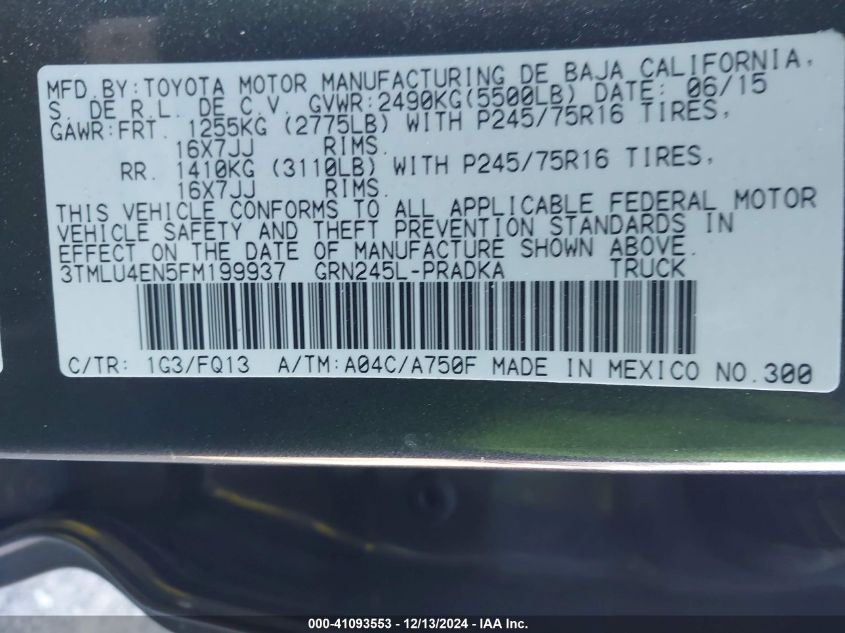 MFD.BY:TOYOTA MOTOR MANUFACTURING DE BAJA CALIFORNIA,
S. DE R.L. DE C.V. GVWR:2490KG(5500LB) DATE: 06/15
GAWR:FRT. 1255KG (2775LB) WITH P245/75R16 TIRES,
16X7JJ RIMS.
RR. 1410KG (3110LB) WITH P245/75R16 TIRES,
16X7JJ RIMS.
THIS VEHICLE CONFORMS TO ALL APPLICABLE FEDERAL MOTOR
VEHICLE SAFETY AND THEFT PREVENTION STANDARDS IN
EFFECT ON THE DATE OF MANUFACTURE SHOWN ABOVE.
3TMLU4EN5FM199937 GRN245L-PRADKA TRUCK
C/TR: 1G3/FQ13 A/TM:A04C/A750F MADE IN MEXICO NO.300
000-41093553 - 12/13/2024 - IAA Inc.